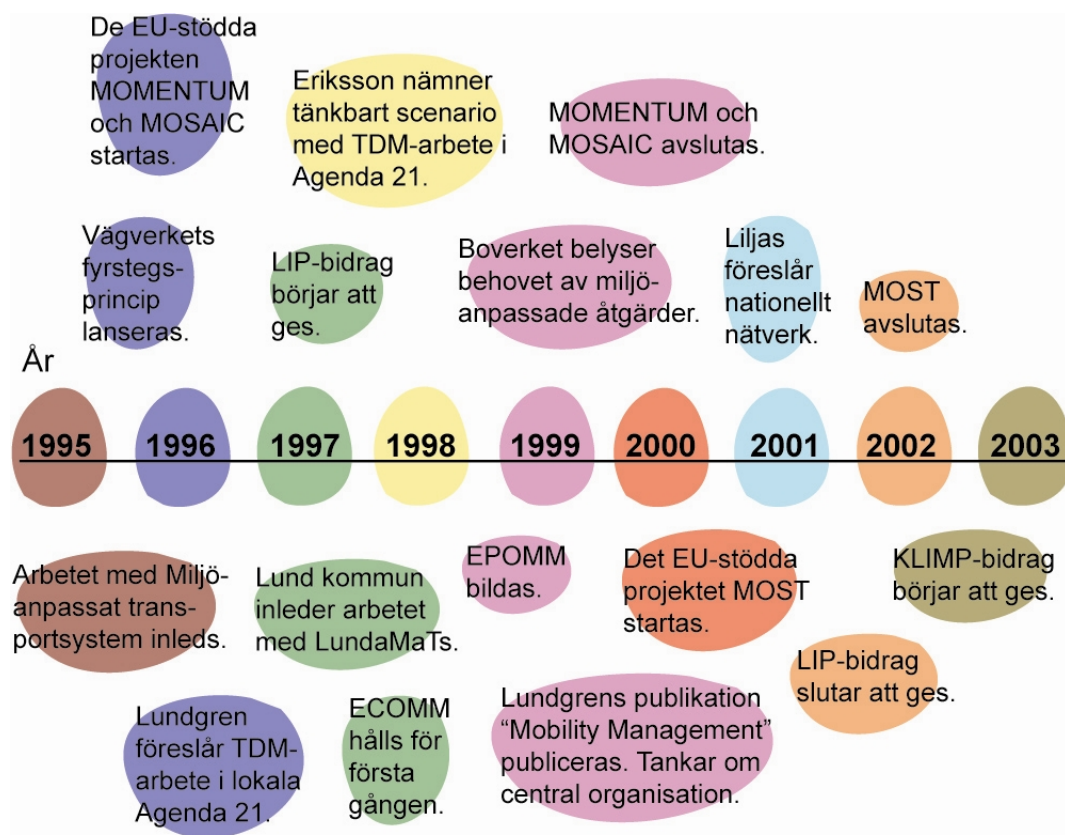 De EU-stödda
projekten
MOMENTUM
och MOSAIC
startas.
Eriksson nämner
tänkbart scenario
med TDM-arbete i
Agenda 21.
MOMENTUM och
MOSAIC avslutas.
Vägverkets
fyrstegs-
princip
lanseras.
LIP-bidrag
börjar att
ges.
Boverket belyser
behovet av miljö-
anpassade åtgärder.
Liljas
föreslår
nationellt
nätverk.
MOST
avslutas.
År
1995 1996 1997 1998 1999 2000 2001 2002 2003
Arbetet med Miljö-
anpassat trans-
portsystem inleds.
Lund kommun
inleder arbetet
med LundaMaTs.
EPOMM
bildas.
Det EU-stödda
projektet MOST
startas.
KLIMP-bidrag
börjar att ges.
Lundgren
föreslår TDM-
arbete i lokala
Agenda 21.
ECOMM
hålls för
första
gången.
Lundgrens publikation
“Mobility Management”
publiceras. Tankar om
central organisation.
LIP-bidrag
slutar att ges.